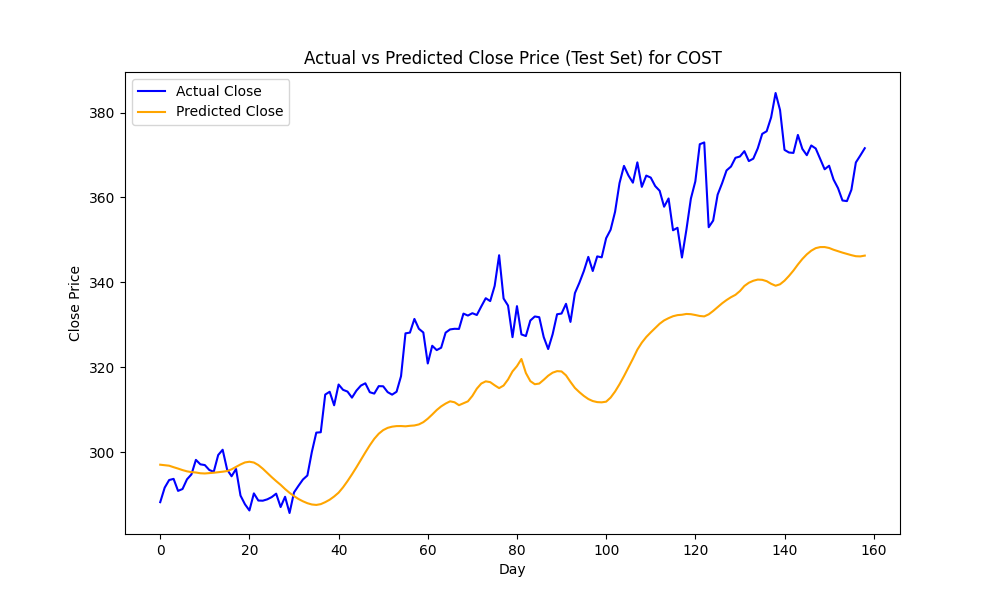 Actual vs Predicted Close Price (Test Set) for COST
Actual Close
Predicted Close
380
360
340
320
300
Close Price
0 20 40 60 80 100 120 140 160
Day